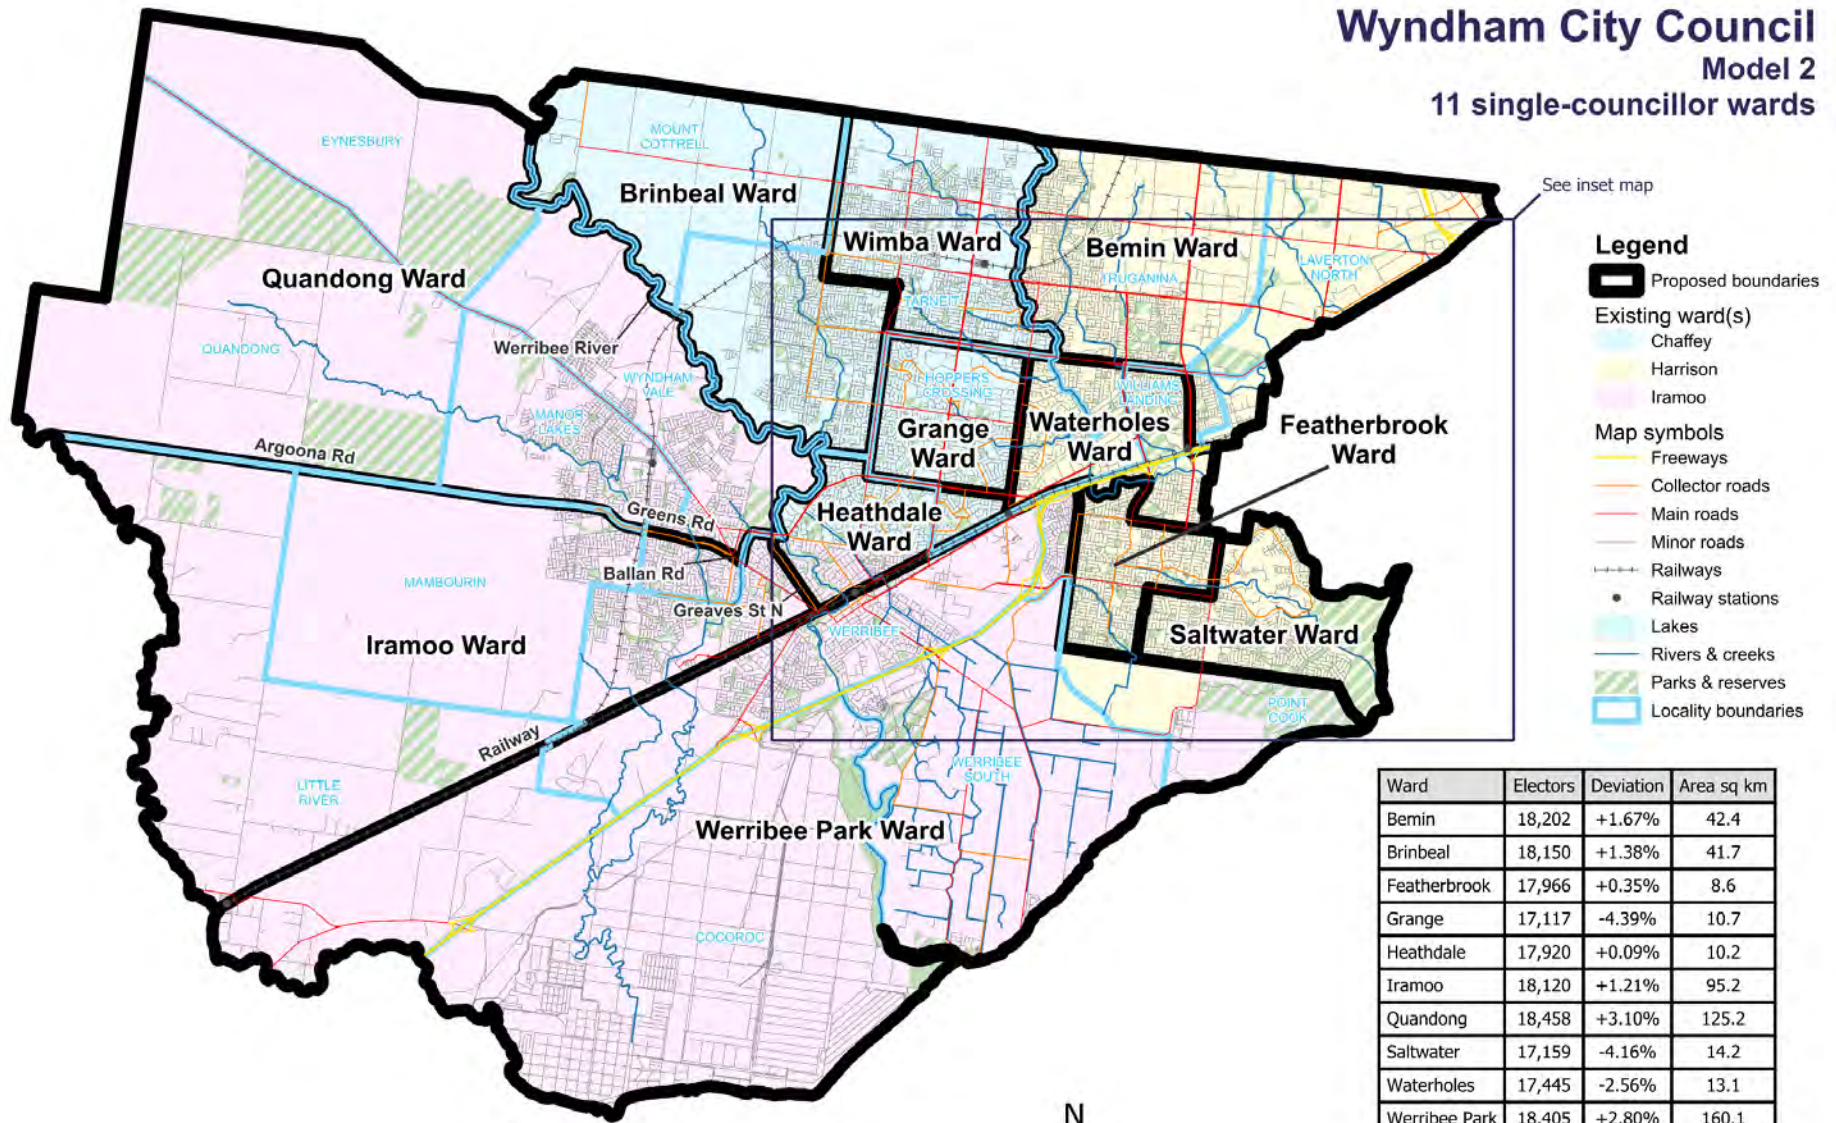 Wyndham City Council
Model 2
11 single-councillor wards
See inset map
EYNESBURY
MOUNT
COTTRELL
Brinbeal Ward
Wimba Ward
Bemin Ward
LAVERTON
NORTH
TRUGANINA
Quandong Ward
TARNEIT
QUANDONG
Werribee River
WYNDHAM
VALE
MANOR
LAKES
HOPPERS
CROSSING
WILLIAMS
LANDING
Grange
Ward
Waterholes
Ward
Featherbrook
Ward
Argoona Rd
Greens Rd
Heathdale
Ward
Ballan Rd
Greaves St N
MAMBOURIN
WERRIBEE
Iramoo Ward
Saltwater Ward
POINT
COOK
Railway
LITTLE
RIVER
WERRIBEE
SOUTH
Werribee Park Ward
COCOROC
N
Legend
Proposed boundaries
Existing ward(s)
Chaffey
Harrison
Iramoo
Map symbols
Freeways
Collector roads
Main roads
Minor roads
Railways
Railway stations
Lakes
Rivers & creeks
Parks & reserves
Locality boundaries
Ward Electors Deviation Area sq km
Bemin 18,202 +1.67% 42.4
Brinbeal 18,150 +1.38% 41.7
Featherbrook 17,966 +0.35% 8.6
Grange 17,117 -4.39% 10.7
Heathdale 17,920 +0.09% 10.2
Iramoo 18,120 +1.21% 95.2
Quandong 18,458 +3.10% 125.2
Saltwater 17,159 -4.16% 14.2
Waterholes 17,445 -2.56% 13.1
Werribee Park 18,405 +2.80% 160.1